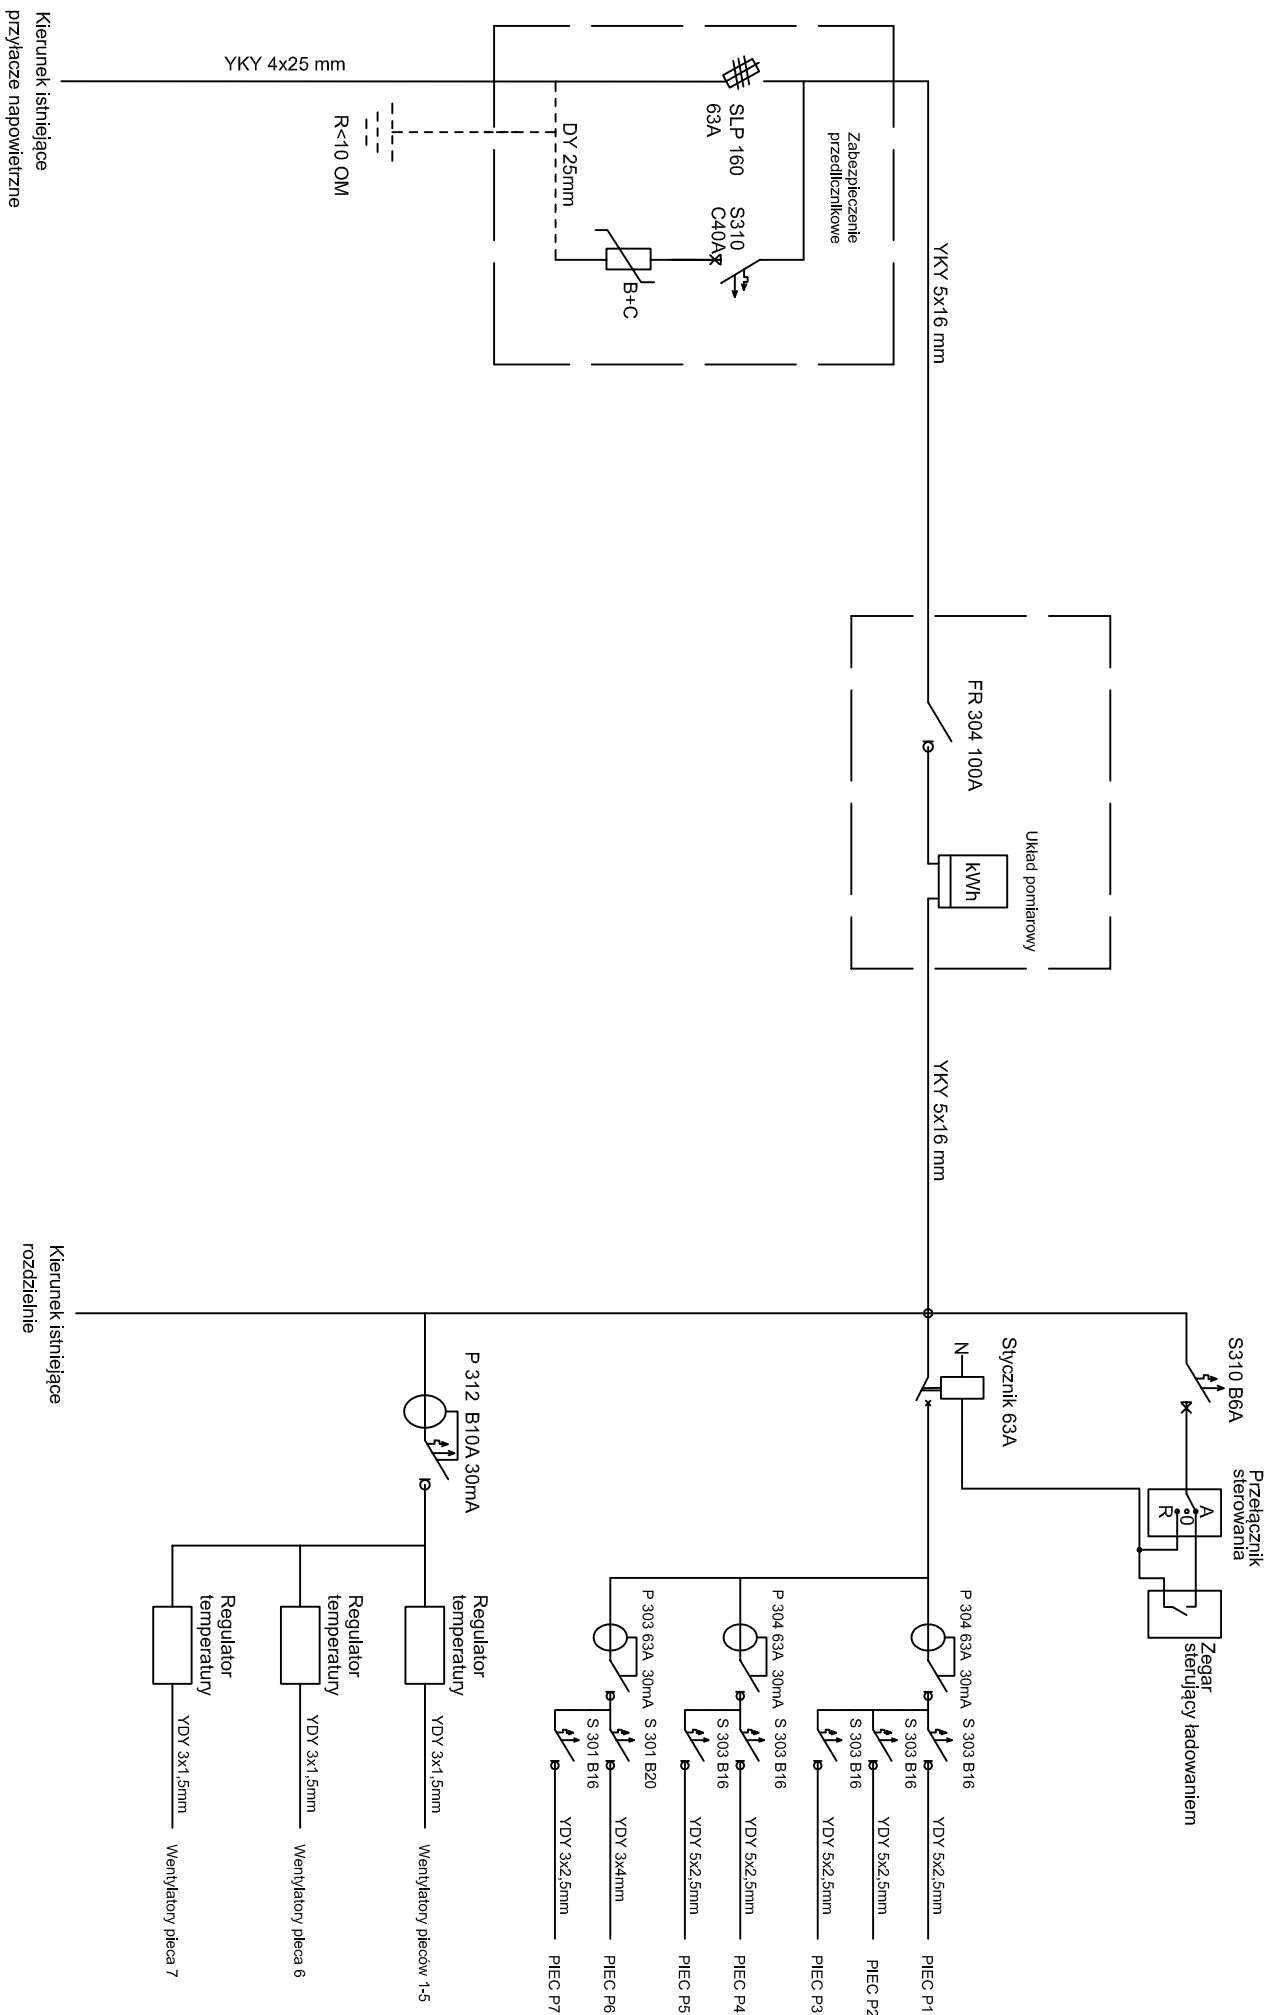 Kierunek istniejące
przyłacze napowietrzne
YKY 4x25 mm
R<10 OM
DY 25mm
SLP 160
63A
S310
C40A
B+C
Zabezpieczenie
przedlicznikowe
YKY 5x16 mm
FR 304 100A
kWh
Układ pomiarowy
YKY 5x16 mm
Kierunek istniejące
rozdzielnie
S310 B6A
Przełącznik
sterowania
A
0
R
Zegar
sterujący ładowaniem
Stycznik 63A
N
P 304 63A 30mA
S 303 B16
YDY 5x2,5mm
PIEC P1
S 303 B16
YDY 5x2,5mm
PIEC P2
S 303 B16
YDY 5x2,5mm
PIEC P3
P 304 63A 30mA
S 303 B16
YDY 5x2,5mm
PIEC P4
S 303 B16
YDY 5x2,5mm
PIEC P5
P 303 63A 30mA
S 301 B20
YDY 3x4mm
PIEC P6
S 301 B16
YDY 3x2,5mm
PIEC P7
P 312 B10A 30mA
Regulator
temperatury
YDY 3x1,5mm
Wentylatory pieców 1-5
Regulator
temperatury
YDY 3x1,5mm
Wentylatory pieca 6
Regulator
temperatury
YDY 3x1,5mm
Wentylatory pieca 7